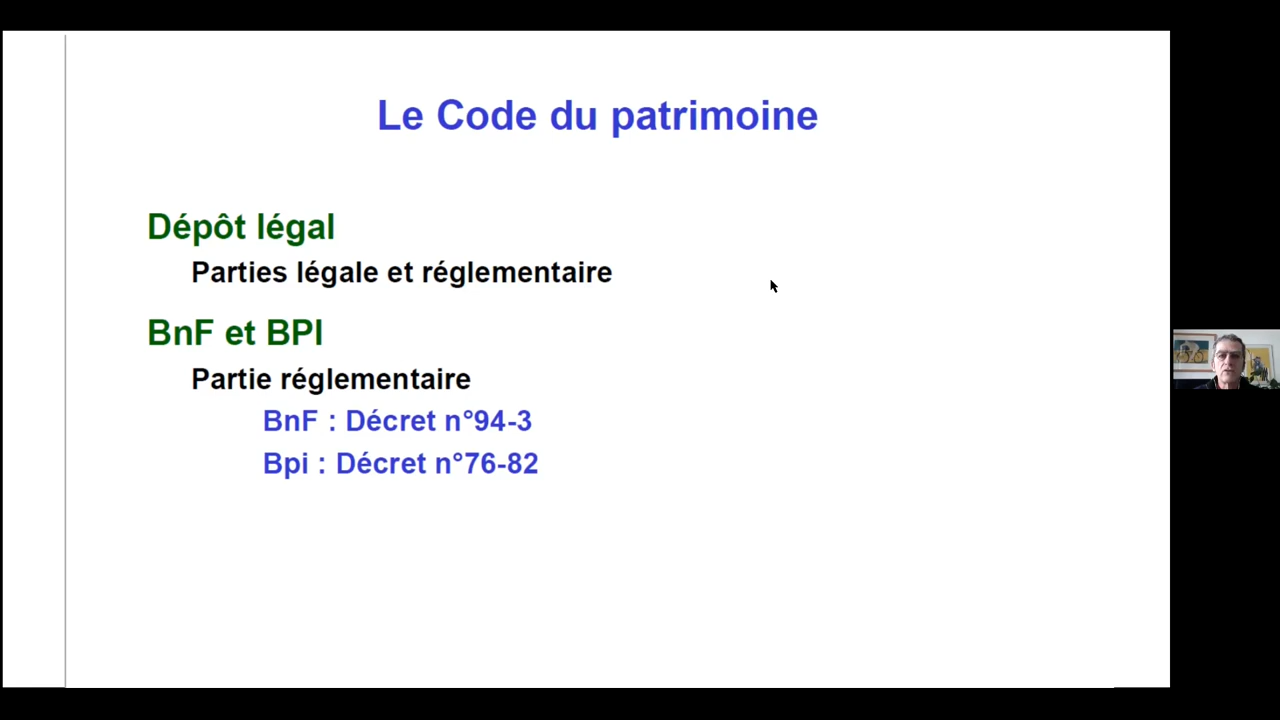 Le Code du patrimoine
Dépôt légal
Parties légale et réglementaire
BnF et BPI
Partie réglementaire
BnF : Décret n°94-3
Bpi : Décret n°76-82